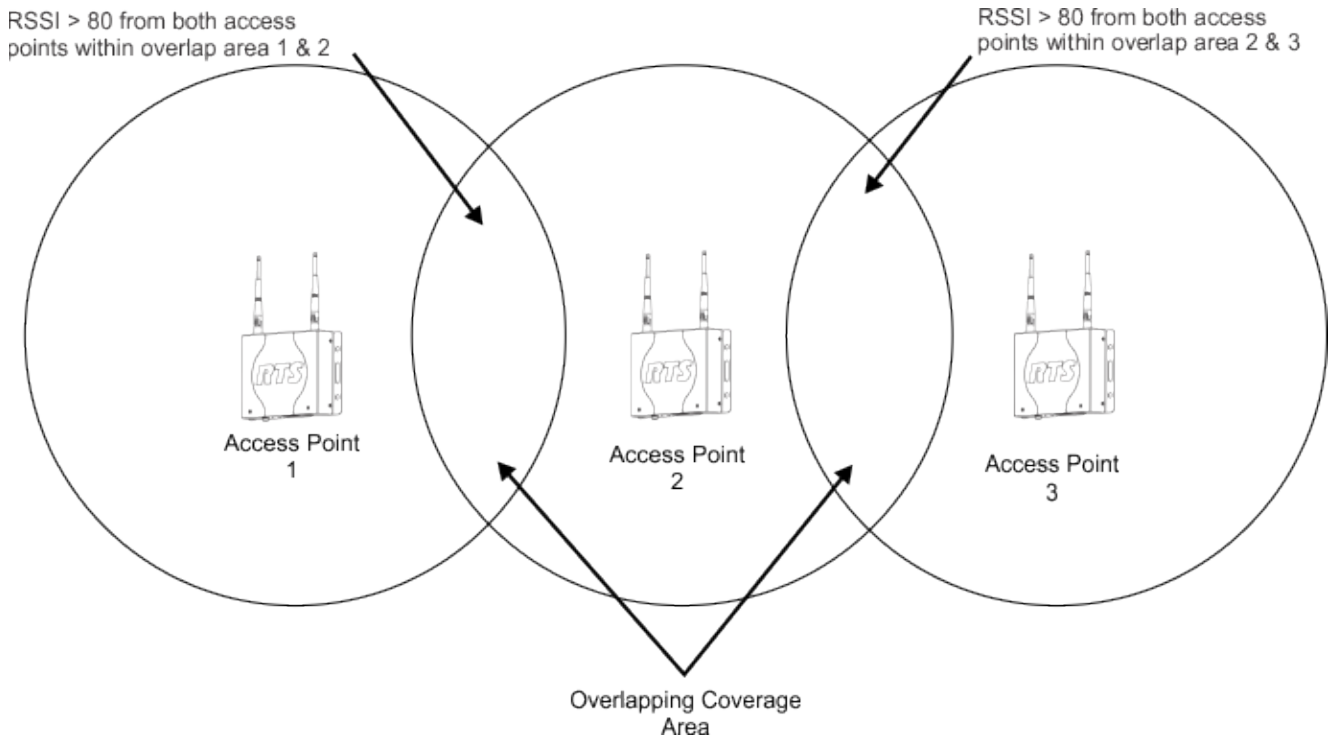 RSSI > 80 from both access
points within overlap area 1 & 2
RSSI > 80 from both access
points within overlap area 2 & 3
RTS
RTS
RTS
Access Point
1
Access Point
2
Access Point
3
Overlapping Coverage
Area